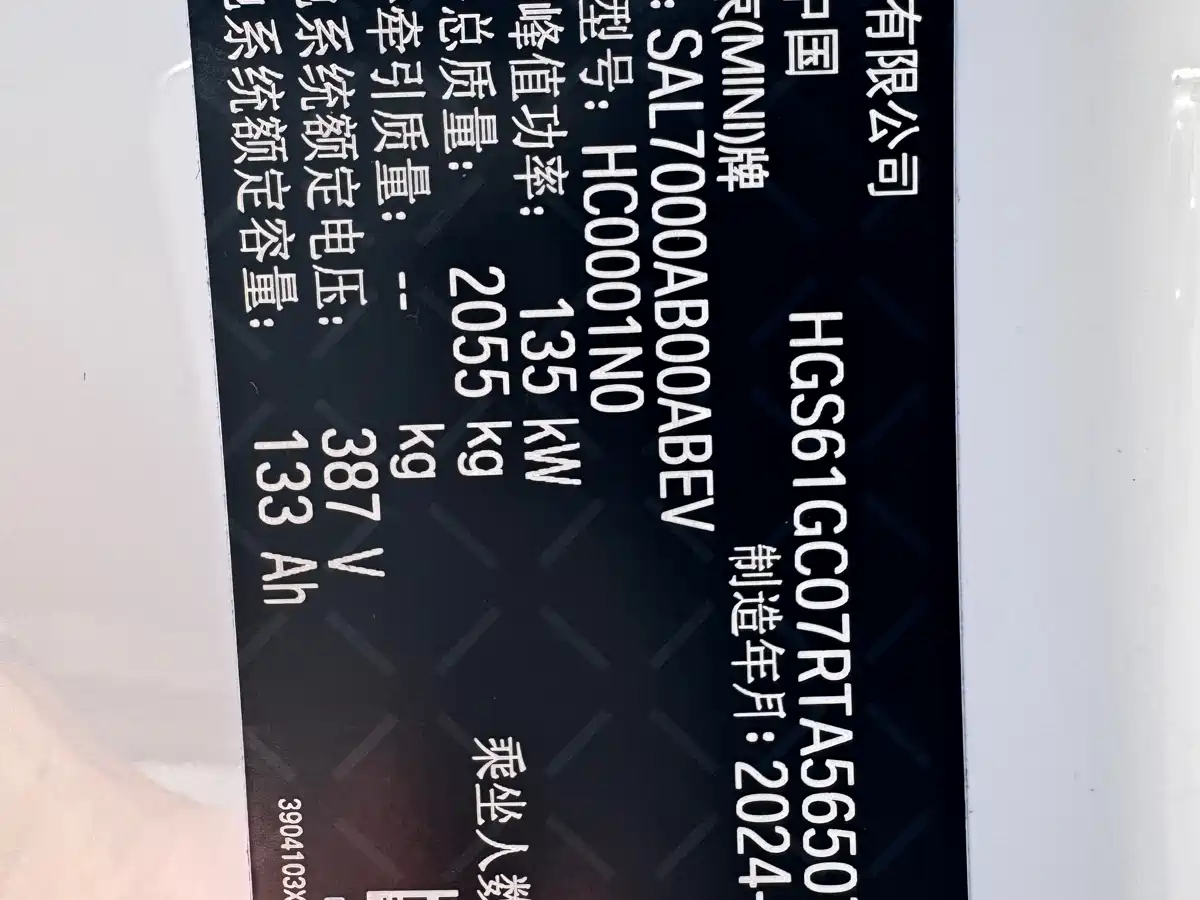 有限公司
中国 HGS61GC07RTA5650
(MINI)牌 制造年月：2024-
: SAL7000AB00ABEV
型号：HC0001N0
峰值功率： 135 kW
总质量： 2055 kg 乘坐人数
牵引质量： -- kg
系统额定电压： 387 V
系统额定容量： 133 Ah
3904103X